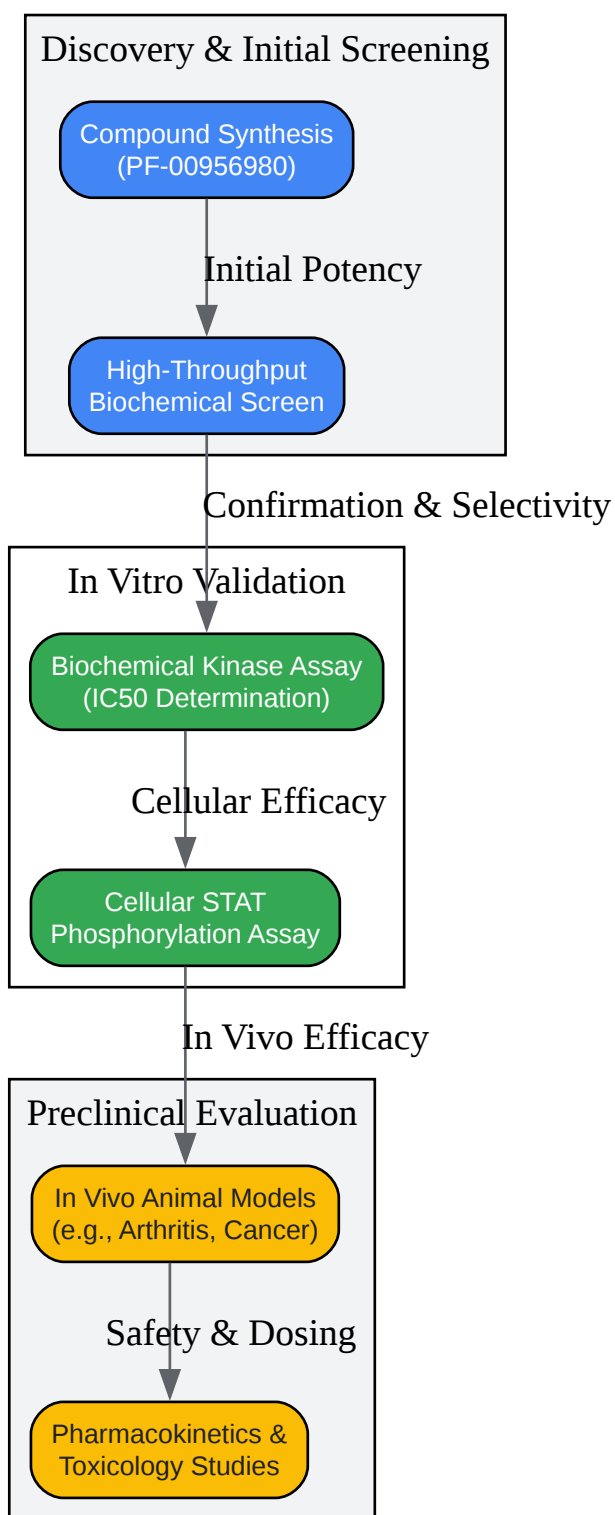 Discovery & Initial Screening
Compound Synthesis
(PF-00956980)
Initial Potency
High-Throughput
Biochemical Screen
Confirmation & Selectivity
In Vitro Validation
Biochemical Kinase Assay
(IC50 Determination)
Cellular Efficacy
Cellular STAT
Phosphorylation Assay
In Vivo Efficacy
Preclinical Evaluation
In Vivo Animal Models
(e.g., Arthritis, Cancer)
Safety & Dosing
Pharmacokinetics &
Toxicology Studies